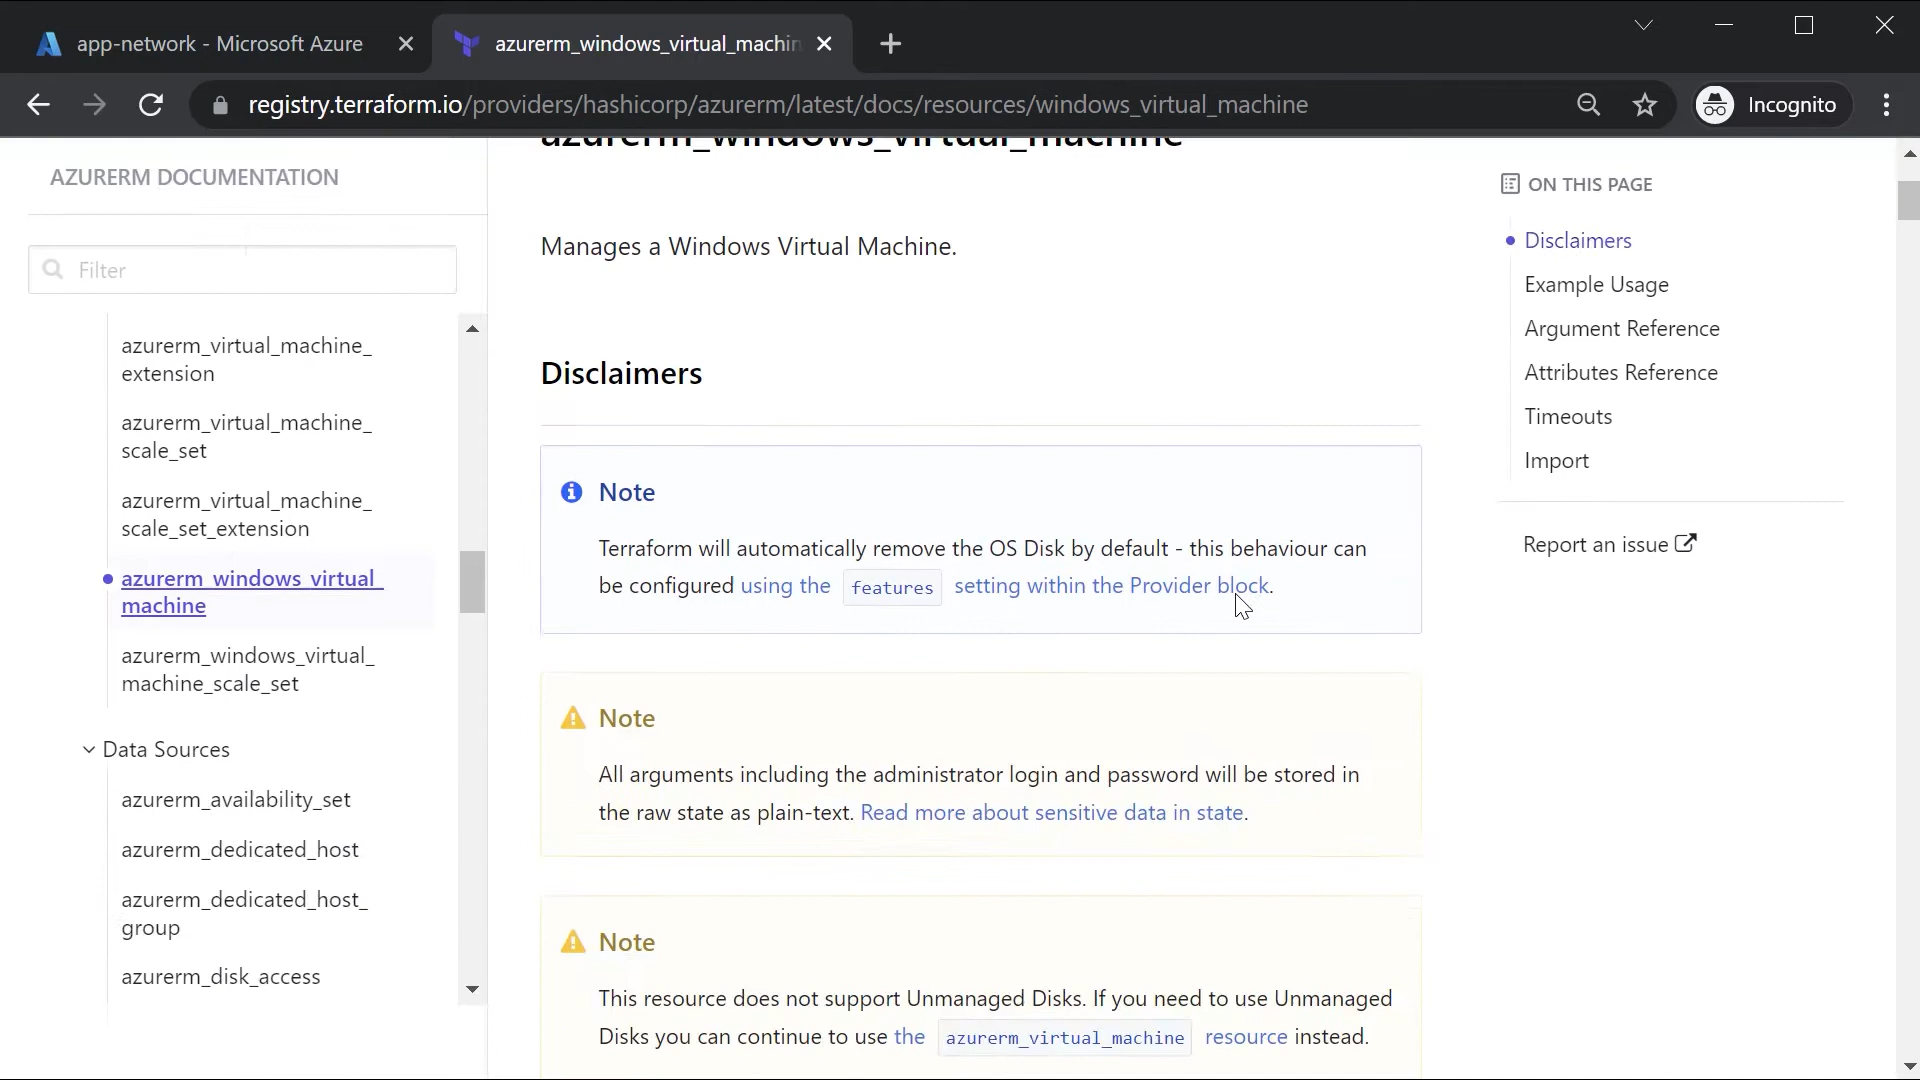 app-network - Microsoft Azure
azurerm_windows_virtual_machin
registry.terraform.io/providers/hashicorp/azurerm/latest/docs/resources/windows_virtual_machine
Incognito
azurerm_windows_virtual_machine
AZURERM DOCUMENTATION
Filter
azurerm_virtual_machine_
extension
azurerm_virtual_machine_
scale_set
azurerm_virtual_machine_
scale_set_extension
azurerm_windows_virtual_
machine
azurerm_windows_virtual_
machine_scale_set
Data Sources
azurerm_availability_set
azurerm_dedicated_host
azurerm_dedicated_host_
group
azurerm_disk_access
Manages a Windows Virtual Machine.
Disclaimers
Note
Terraform will automatically remove the OS Disk by default - this behaviour can
be configured using the features setting within the Provider block.
Note
All arguments including the administrator login and password will be stored in
the raw state as plain-text. Read more about sensitive data in state.
Note
This resource does not support Unmanaged Disks. If you need to use Unmanaged
Disks you can continue to use the azurerm_virtual_machine resource instead.
ON THIS PAGE
Disclaimers
Example Usage
Argument Reference
Attributes Reference
Timeouts
Import
Report an issue